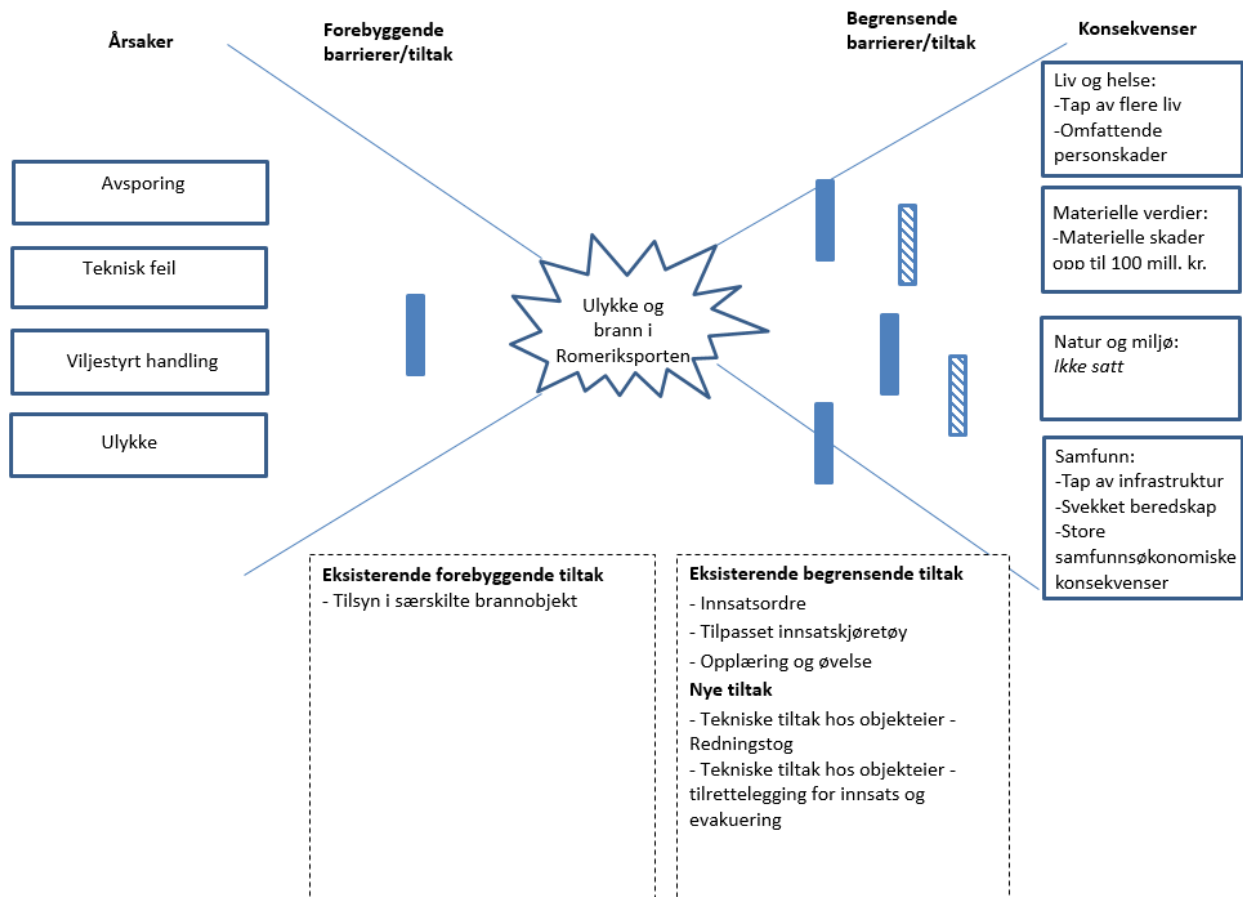 Årsaker
Forebyggende
barrierer/tiltak
Begrensende
barrierer/tiltak
Konsekvenser
Avsporing
Teknisk feil
Viljestyrt handling
Ulykke
Ulykke og
brann i
Romeriksporten
Liv og helse:
-Tap av flere liv
-Omfattende
personskader
Materielle verdier:
-Materielle skader
opp til 100 mill. kr.
Natur og miljø:
Ikke satt
Samfunn:
-Tap av infrastruktur
-Svekket beredskap
-Store
samfunnsøkonomiske
konsekvenser
Eksisterende forebyggende tiltak
- Tilsyn i særskilte brannobjekt
Eksisterende begrensende tiltak
- Innsatsordre
- Tilpasset innsatskjøretøy
- Opplæring og øvelse
Nye tiltak
- Tekniske tiltak hos objekteier -
Redningstog
- Tekniske tiltak hos objekteier -
tilrettelegging for innsats og
evakuering